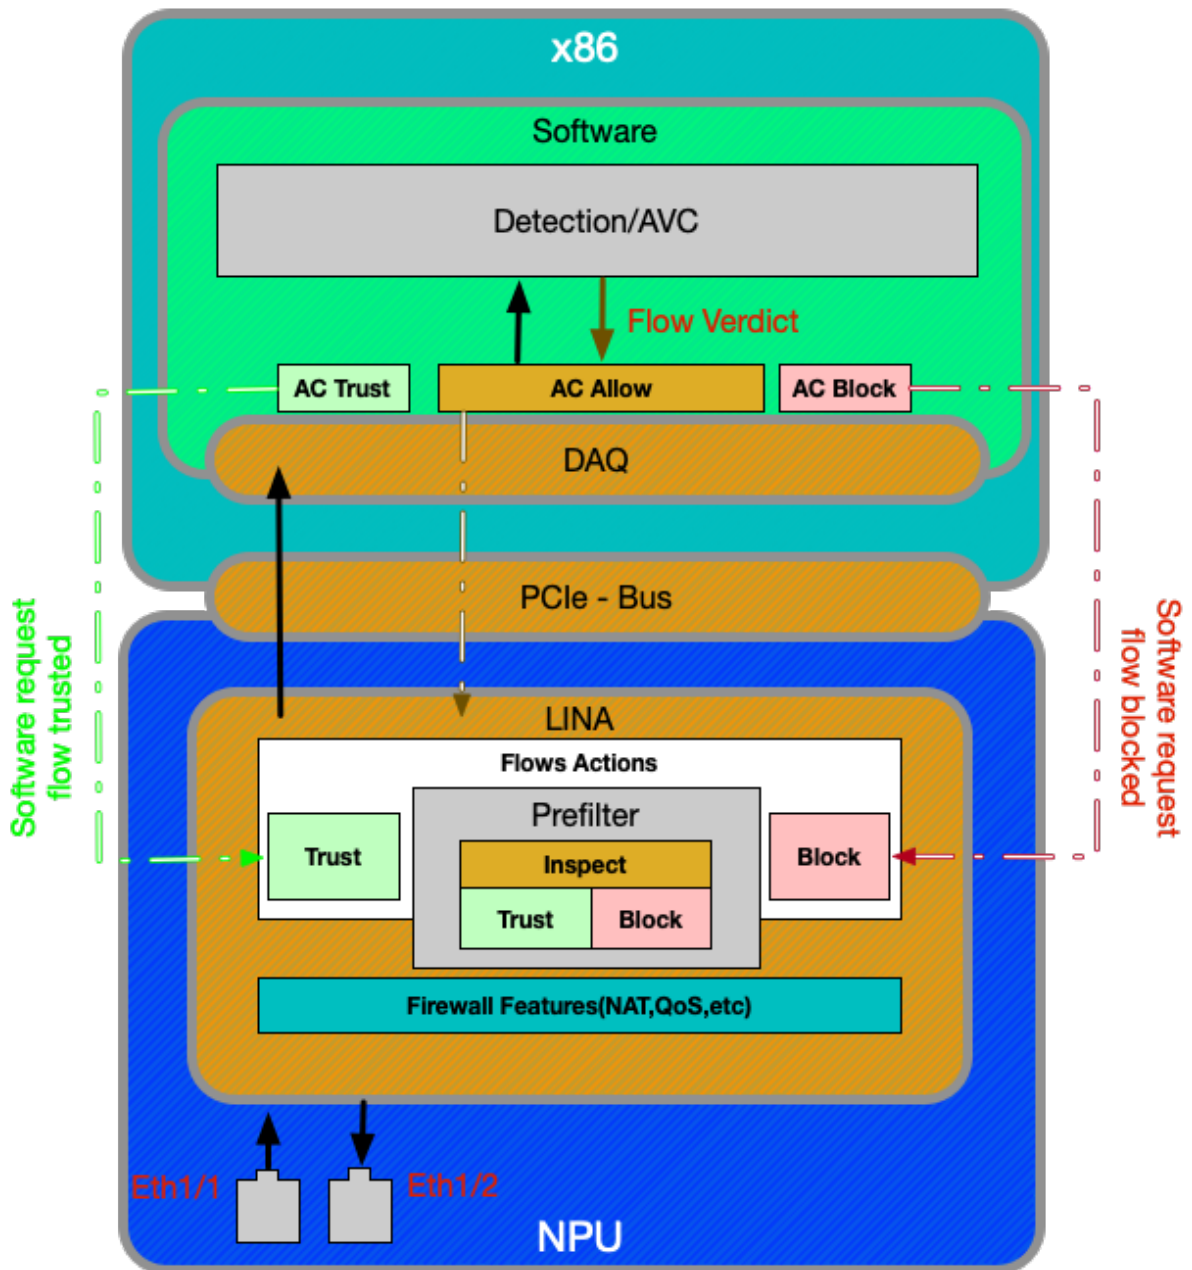 x86
Software
Detection/AVC
Flow Verdict
AC Trust
AC Allow
AC Block
DAQ
PCIe - Bus
Software request
flow trusted
Software request
flow blocked
LINA
Flows Actions
Prefilter
Inspect
Trust
Trust
Block
Block
Firewall Features(NAT,QoS,etc)
Eth1/1
Eth1/2
NPU